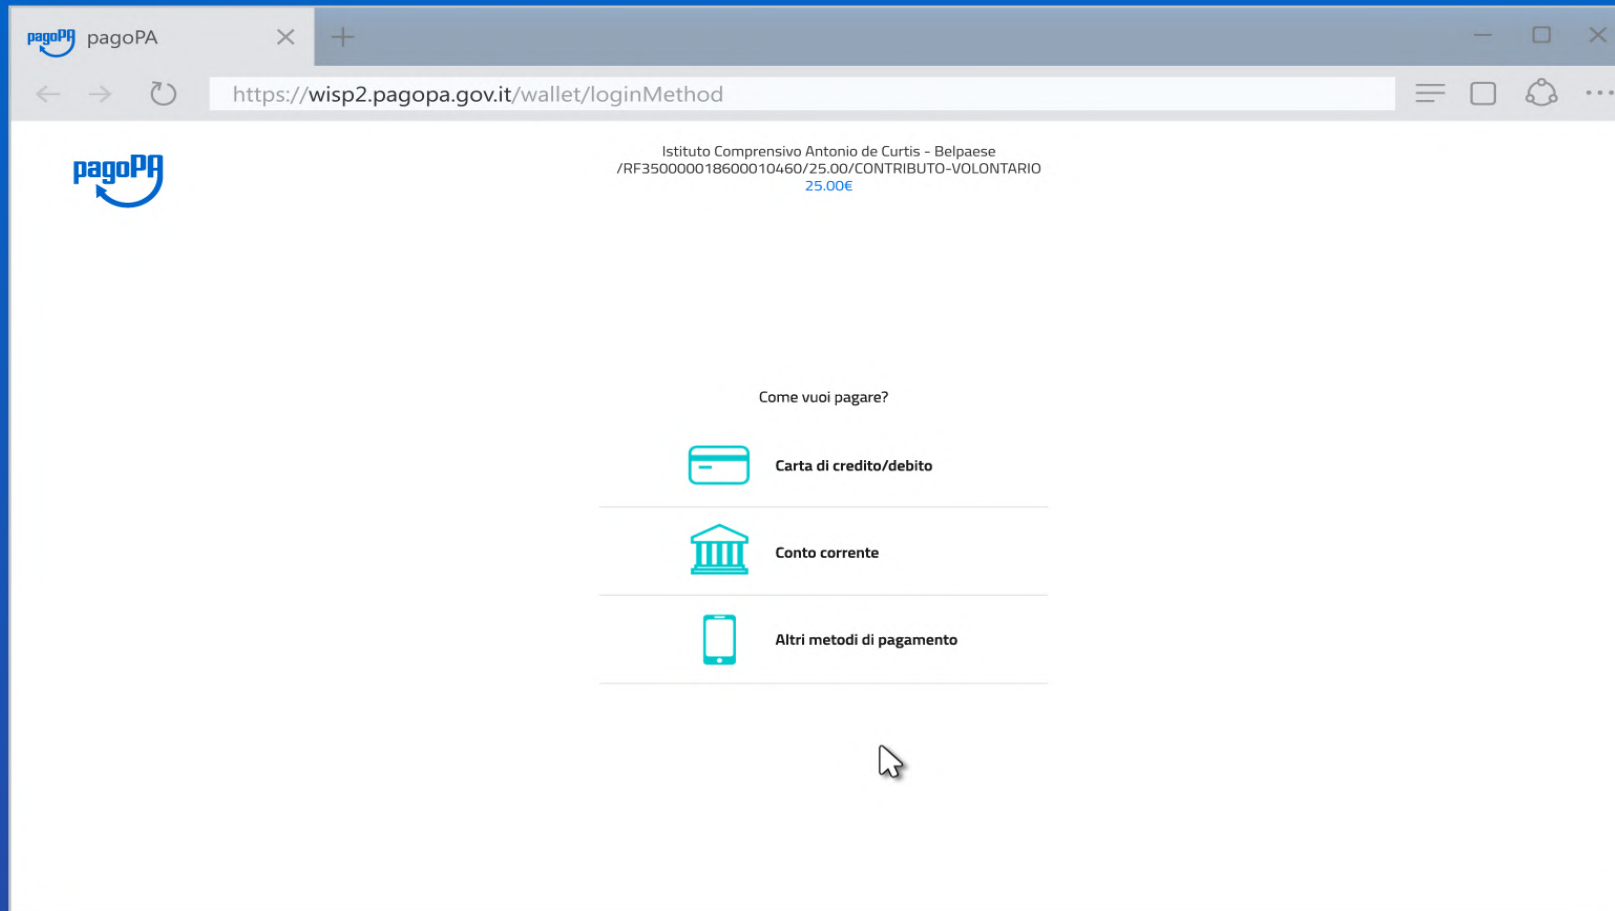 pagoPA pagoPA
https://wisp2.pagopa.gov.it/wallet/loginMethod
pagoPA
Istituto Comprensivo Antonio de Curtis - Belpaese
/RF350000018600010460/25.00/CONTRIBUTO-VOLONTARIO
25.00€
Come vuoi pagare?
Carta di credito/debito
Conto corrente
Altri metodi di pagamento